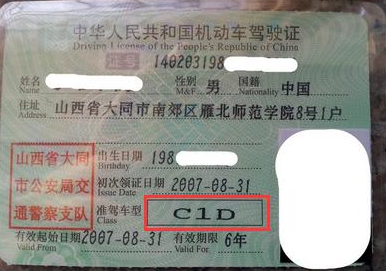 中华人民共和国机动车驾驶证
Driving License of the People's Republic of China
证号 140203198
姓名 性别 男 国籍 中国
Name M/F Nationality
住址 山西省大同市南郊区雁北师范学院8号1户
Address
山西省大同
市公安局交
通警察支队
出生日期 198
Birthday
初次领证日期 2007-08-31
Issue Date
准驾车型 C1D
Class
有效起始日期 2007-08-31 有效期限 6年
Valid From Valid For